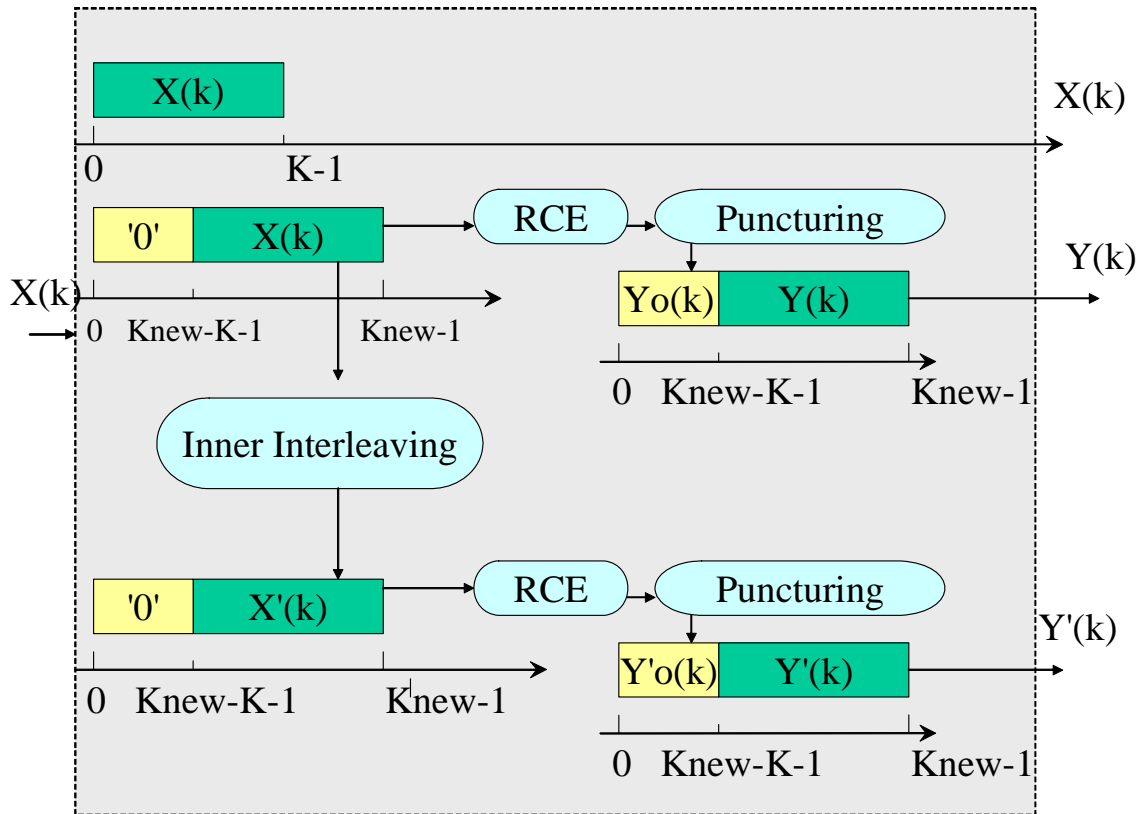 X(k)
X(k)
0 K-1
RCE Puncturing
'0' X(k)
Y(k)
X(k)
Yo(k) Y(k)
0 Knew-K-1 Knew-1
0 Knew-K-1 Knew-1
Inner Interleaving
RCE Puncturing
'0' X'(k)
Y'(k)
Y'o(k) Y'(k)
0 Knew-K-1 Knew-1
0 Knew-K-1 Knew-1